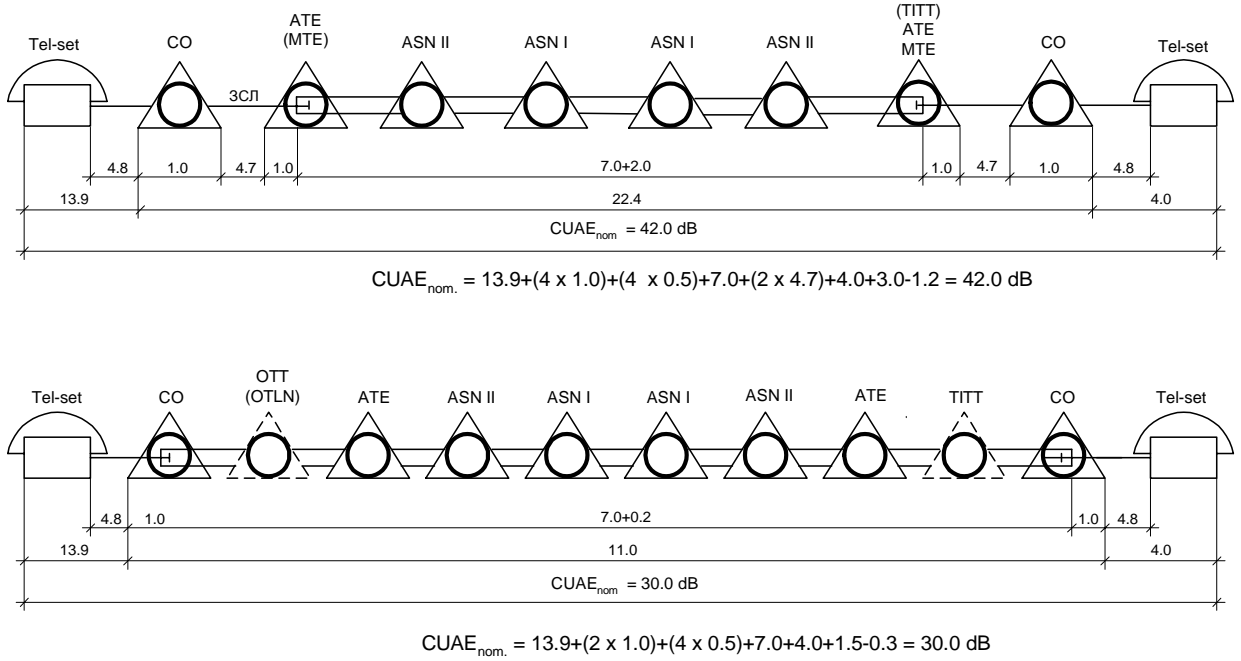 Tel-set
CO
ATE
(MTE)
ASN II
ASN I
ASN I
ASN II
(TITT)
ATE
MTE
CO
Tel-set
ЗСЛ
4.8
1.0
4.7
1.0
7.0+2.0
1.0
4.7
1.0
4.8
13.9
22.4
4.0
CUAEnom = 42.0 dB
CUAEnom. = 13.9+(4 x 1.0)+(4 x 0.5)+7.0+(2 x 4.7)+4.0+3.0-1.2 = 42.0 dB
Tel-set
CO
OTT
(OTLN)
ATE
ASN II
ASN I
ASN I
ASN II
ATE
TITT
CO
Tel-set
4.8
1.0
7.0+0.2
1.0
4.8
13.9
11.0
4.0
CUAEnom = 30.0 dB
CUAEnom. = 13.9+(2 x 1.0)+(4 x 0.5)+7.0+4.0+1.5-0.3 = 30.0 dB